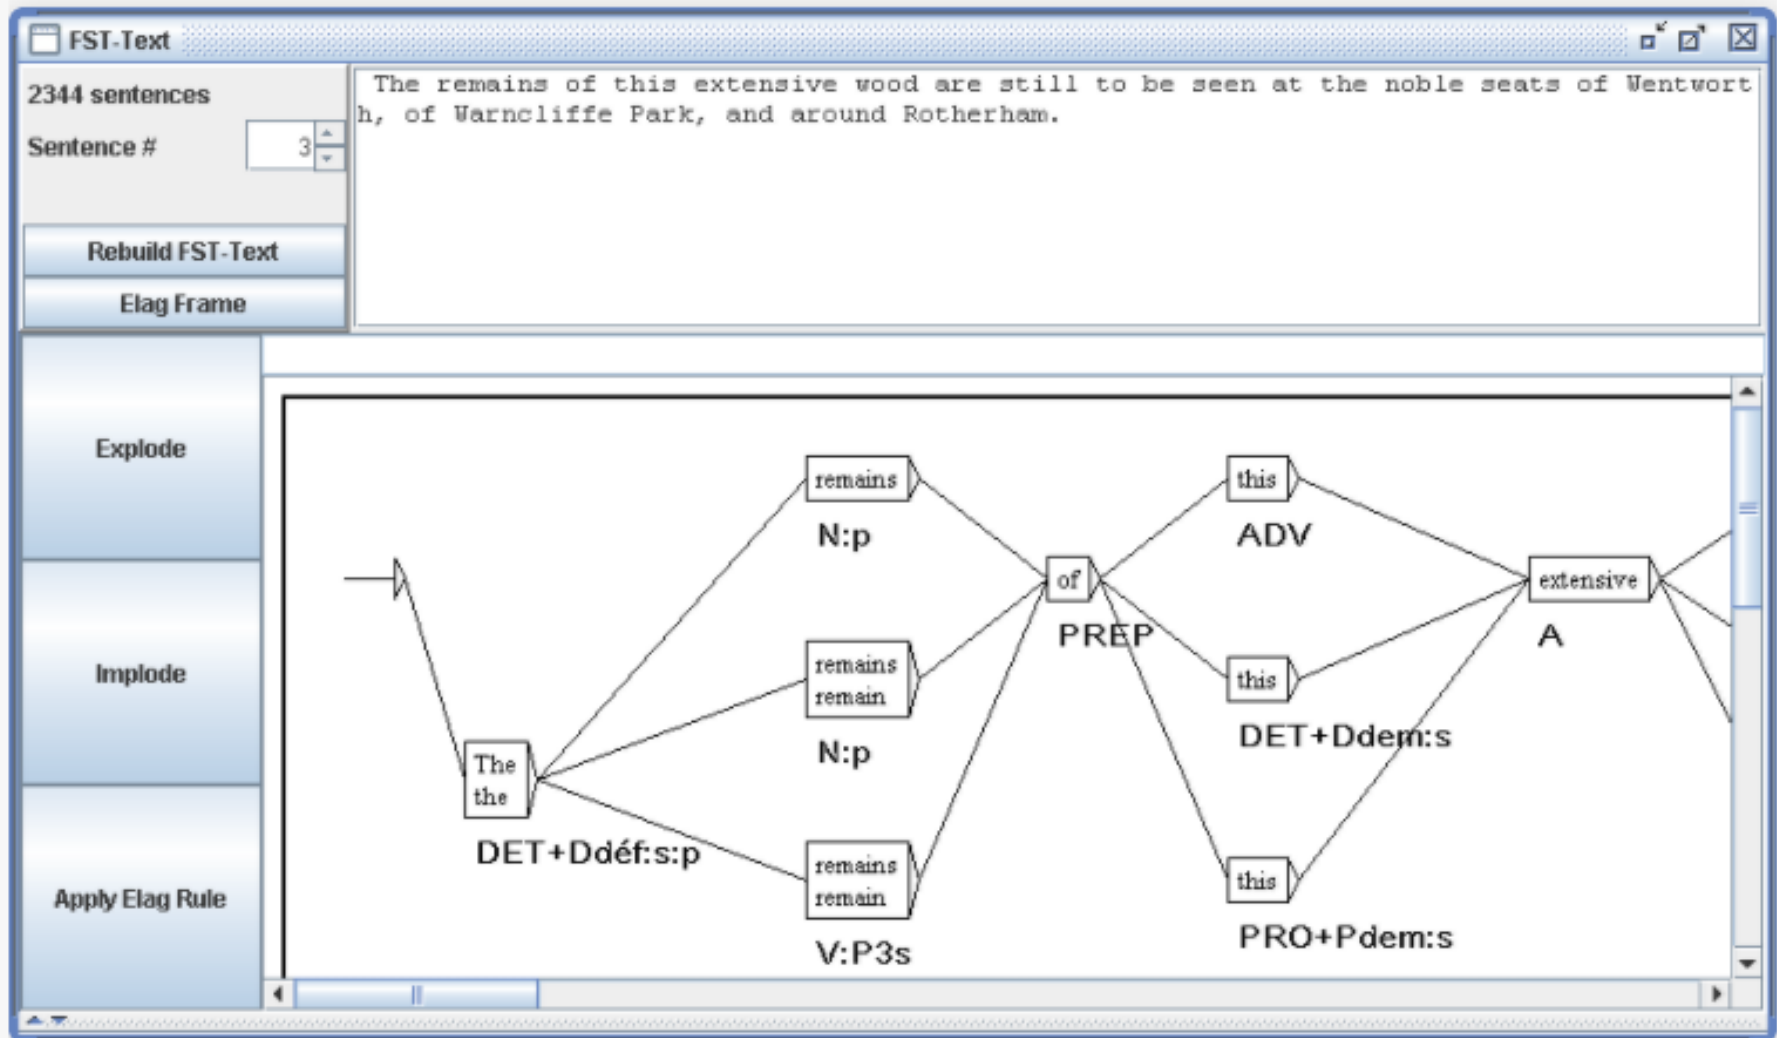 FST-Text
2344 sentences
Sentence #
3
Rebuild FST-Text
Elag Frame
The remains of this extensive wood are still to be seen at the noble seats of Wentwort
h, of Warncliffe Park, and around Rotherham.
Explode
Implode
Apply Elag Rule
The
the
DET+Ddéf:s:p
remains
N:p
remains
remain
N:p
remains
remain
V:P3s
of
PREP
this
ADV
this
DET+Ddem:s
this
PRO+Pdem:s
extensive
A